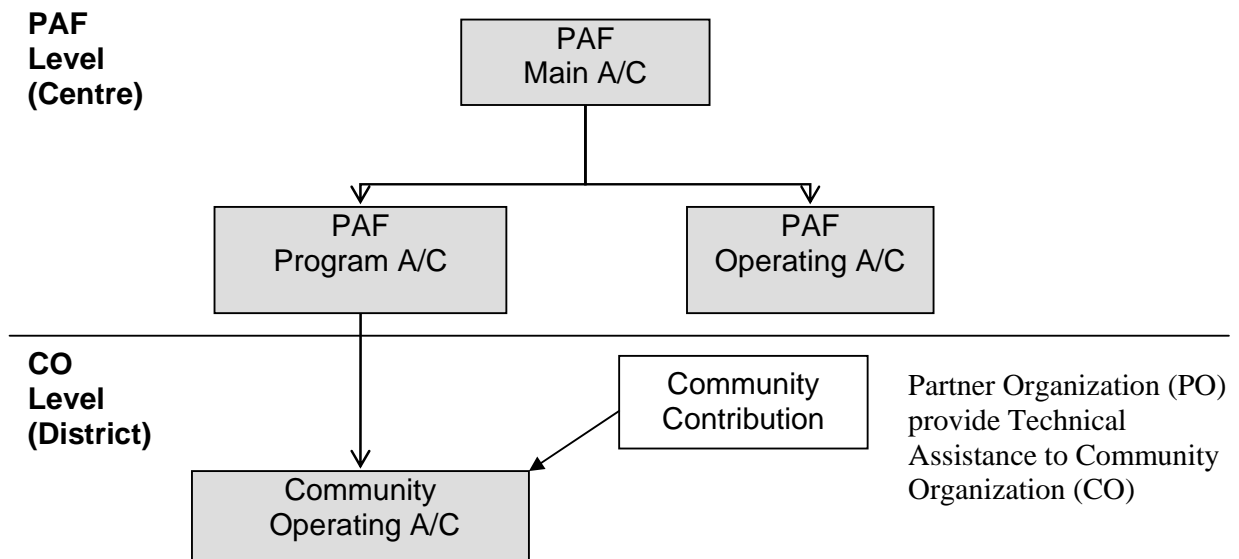 PAF
Level
(Centre)
PAF
Main A/C
PAF
Program A/C
PAF
Operating A/C
CO
Level
(District)
Community
Contribution
Partner Organization (PO)
provide Technical
Assistance to Community
Organization (CO)
Community
Operating A/C